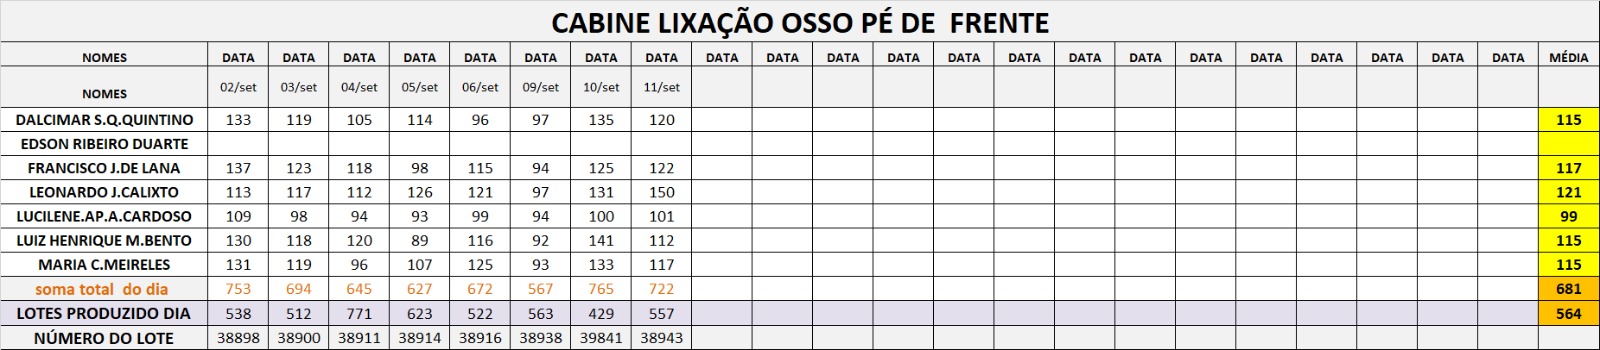 CABINE LIXAÇÃO OSSO PÉ DE  FRENTE
NOMES DATA DATA DATA DATA DATA DATA DATA DATA DATA DATA DATA DATA DATA DATA DATA DATA DATA DATA DATA DATA DATA DATA MÉDIA
NOMES 02/set 03/set 04/set 05/set 06/set 09/set 10/set 11/set
DALCIMAR S.Q.QUINTINO 133 119 105 114 96 97 135 120 115
EDSON RIBEIRO DUARTE
FRANCISCO J.DE LANA 137 123 118 98 115 94 125 122 117
LEONARDO J.CALIXTO 113 117 112 126 121 97 131 150 121
LUCILENE.AP.A.CARDOSO 109 98 94 93 99 94 100 101 99
LUIZ HENRIQUE M.BENTO 130 118 120 89 116 92 141 112 115
MARIA C.MEIRELES 131 119 96 107 125 93 133 117 115
soma total  do dia 753 694 645 627 672 567 765 722 681
LOTES PRODUZIDO DIA 538 512 771 623 522 563 429 557 564
NÚMERO DO LOTE 38898 38900 38911 38914 38916 38938 39841 38943